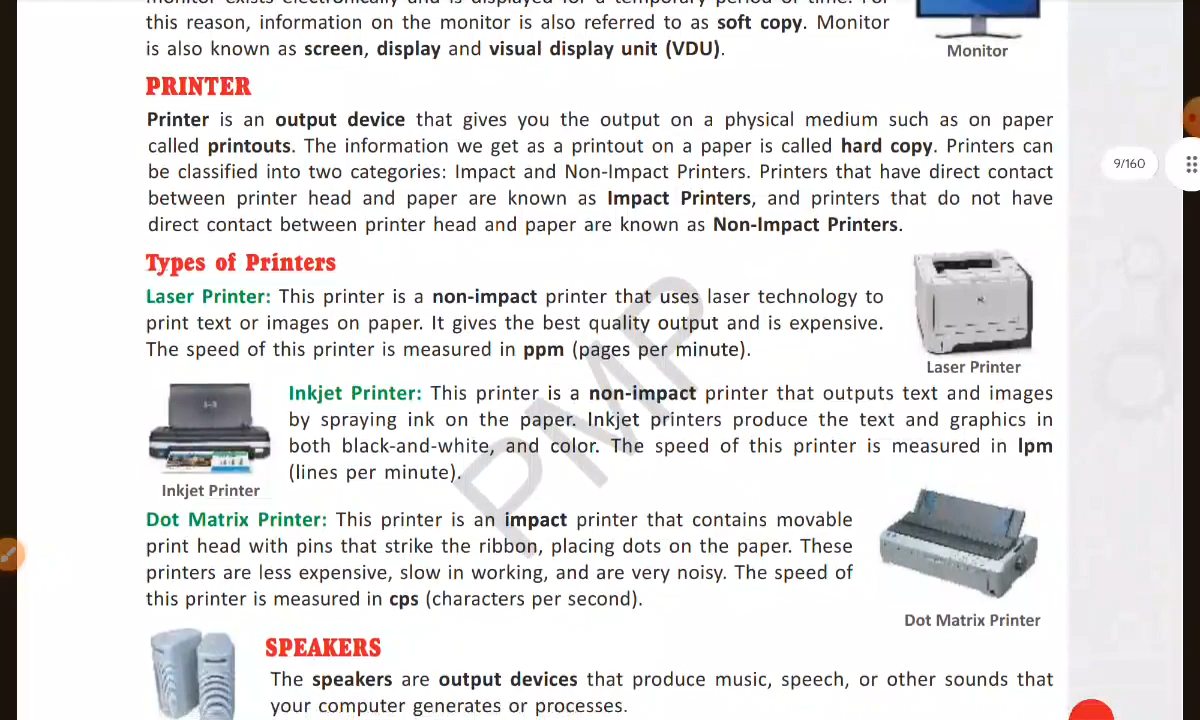 this reason, information on the monitor is also referred to as soft copy. Monitor
is also known as screen, display and visual display unit (VDU).
Monitor
PRINTER
Printer is an output device that gives you the output on a physical medium such as on paper
called printouts. The information we get as a printout on a paper is called hard copy. Printers can
be classified into two categories: Impact and Non-Impact Printers. Printers that have direct contact
between printer head and paper are known as Impact Printers, and printers that do not have
direct contact between printer head and paper are known as Non-Impact Printers.
9/160
Types of Printers
Laser Printer: This printer is a non-impact printer that uses laser technology to
print text or images on paper. It gives the best quality output and is expensive.
The speed of this printer is measured in ppm (pages per minute).
Laser Printer
Inkjet Printer: This printer is a non-impact printer that outputs text and images
by spraying ink on the paper. Inkjet printers produce the text and graphics in
both black-and-white, and color. The speed of this printer is measured in lpm
(lines per minute).
Inkjet Printer
PMP
Dot Matrix Printer: This printer is an impact printer that contains movable
print head with pins that strike the ribbon, placing dots on the paper. These
printers are less expensive, slow in working, and are very noisy. The speed of
this printer is measured in cps (characters per second).
Dot Matrix Printer
SPEAKERS
The speakers are output devices that produce music, speech, or other sounds that
your computer generates or processes.